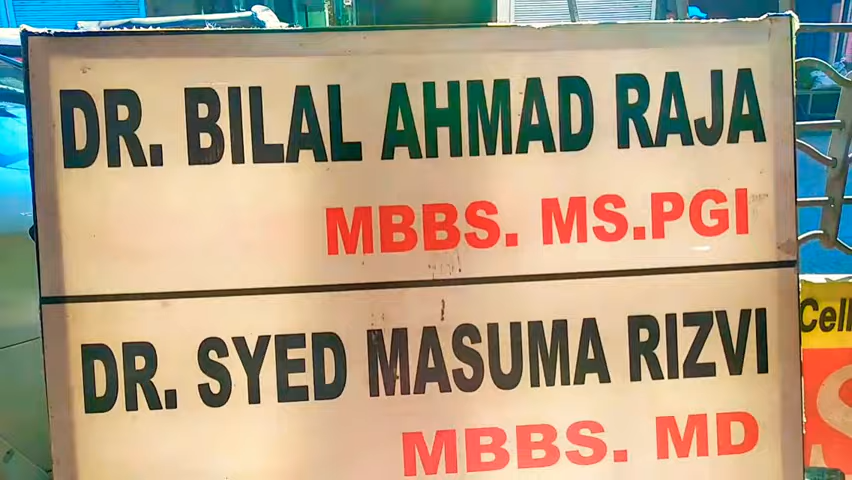 DR. BILAL AHMAD RAJA
MBBS. MS.PGI
DR. SYED MASUMA RIZVI
MBBS. MD
Cell